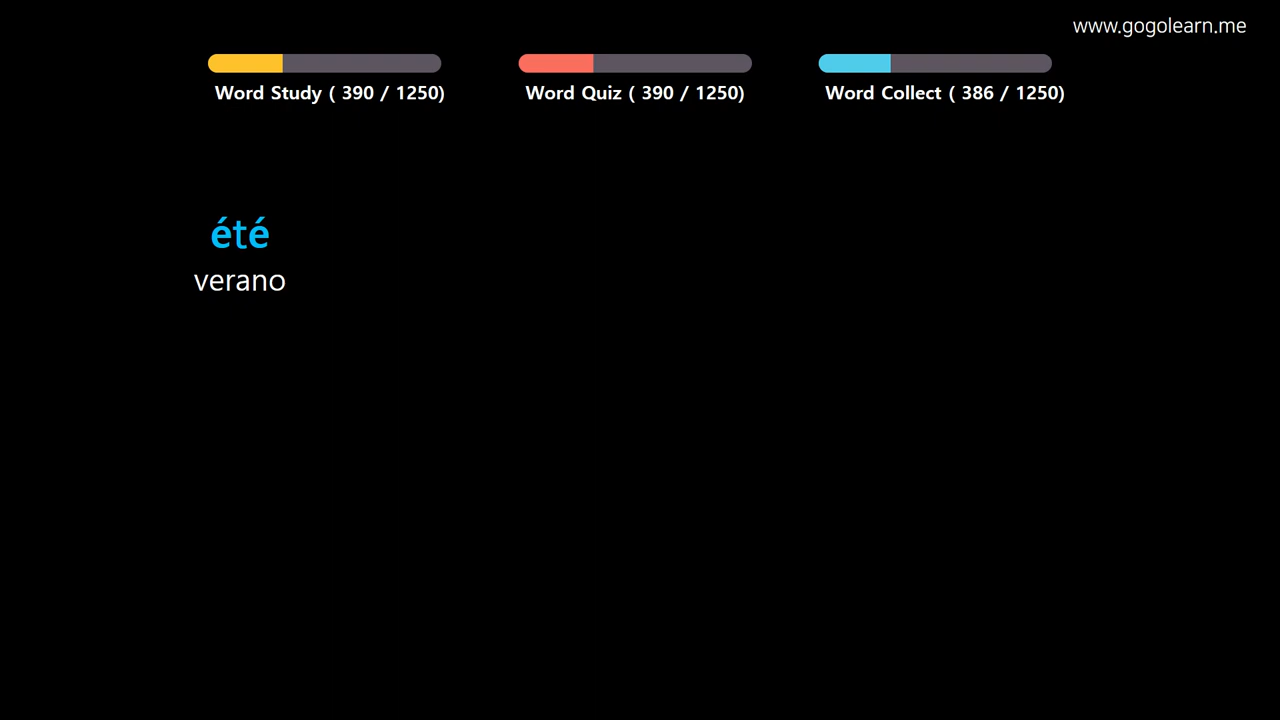 www.gogolearn.me
Word Study ( 390 / 1250)
Word Quiz ( 390 / 1250)
Word Collect ( 386 / 1250)
été
verano